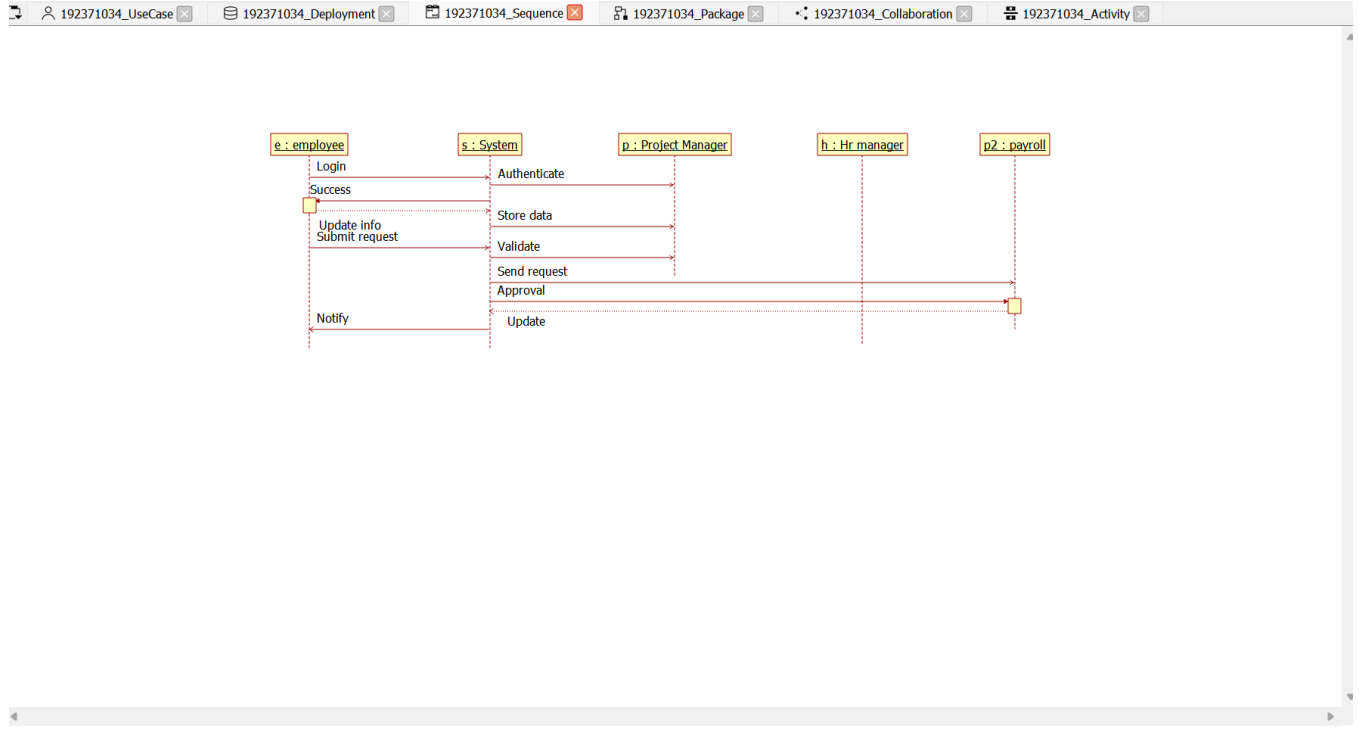 192371034_UseCase
192371034_Deployment
192371034_Sequence
192371034_Package
192371034_Collaboration
192371034_Activity
e : employee
s : System
p : Project Manager
h : Hr manager
p2 : payroll
Login
Authenticate
Success
Store data
Update info
Submit request
Validate
Send request
Approval
Notify
Update